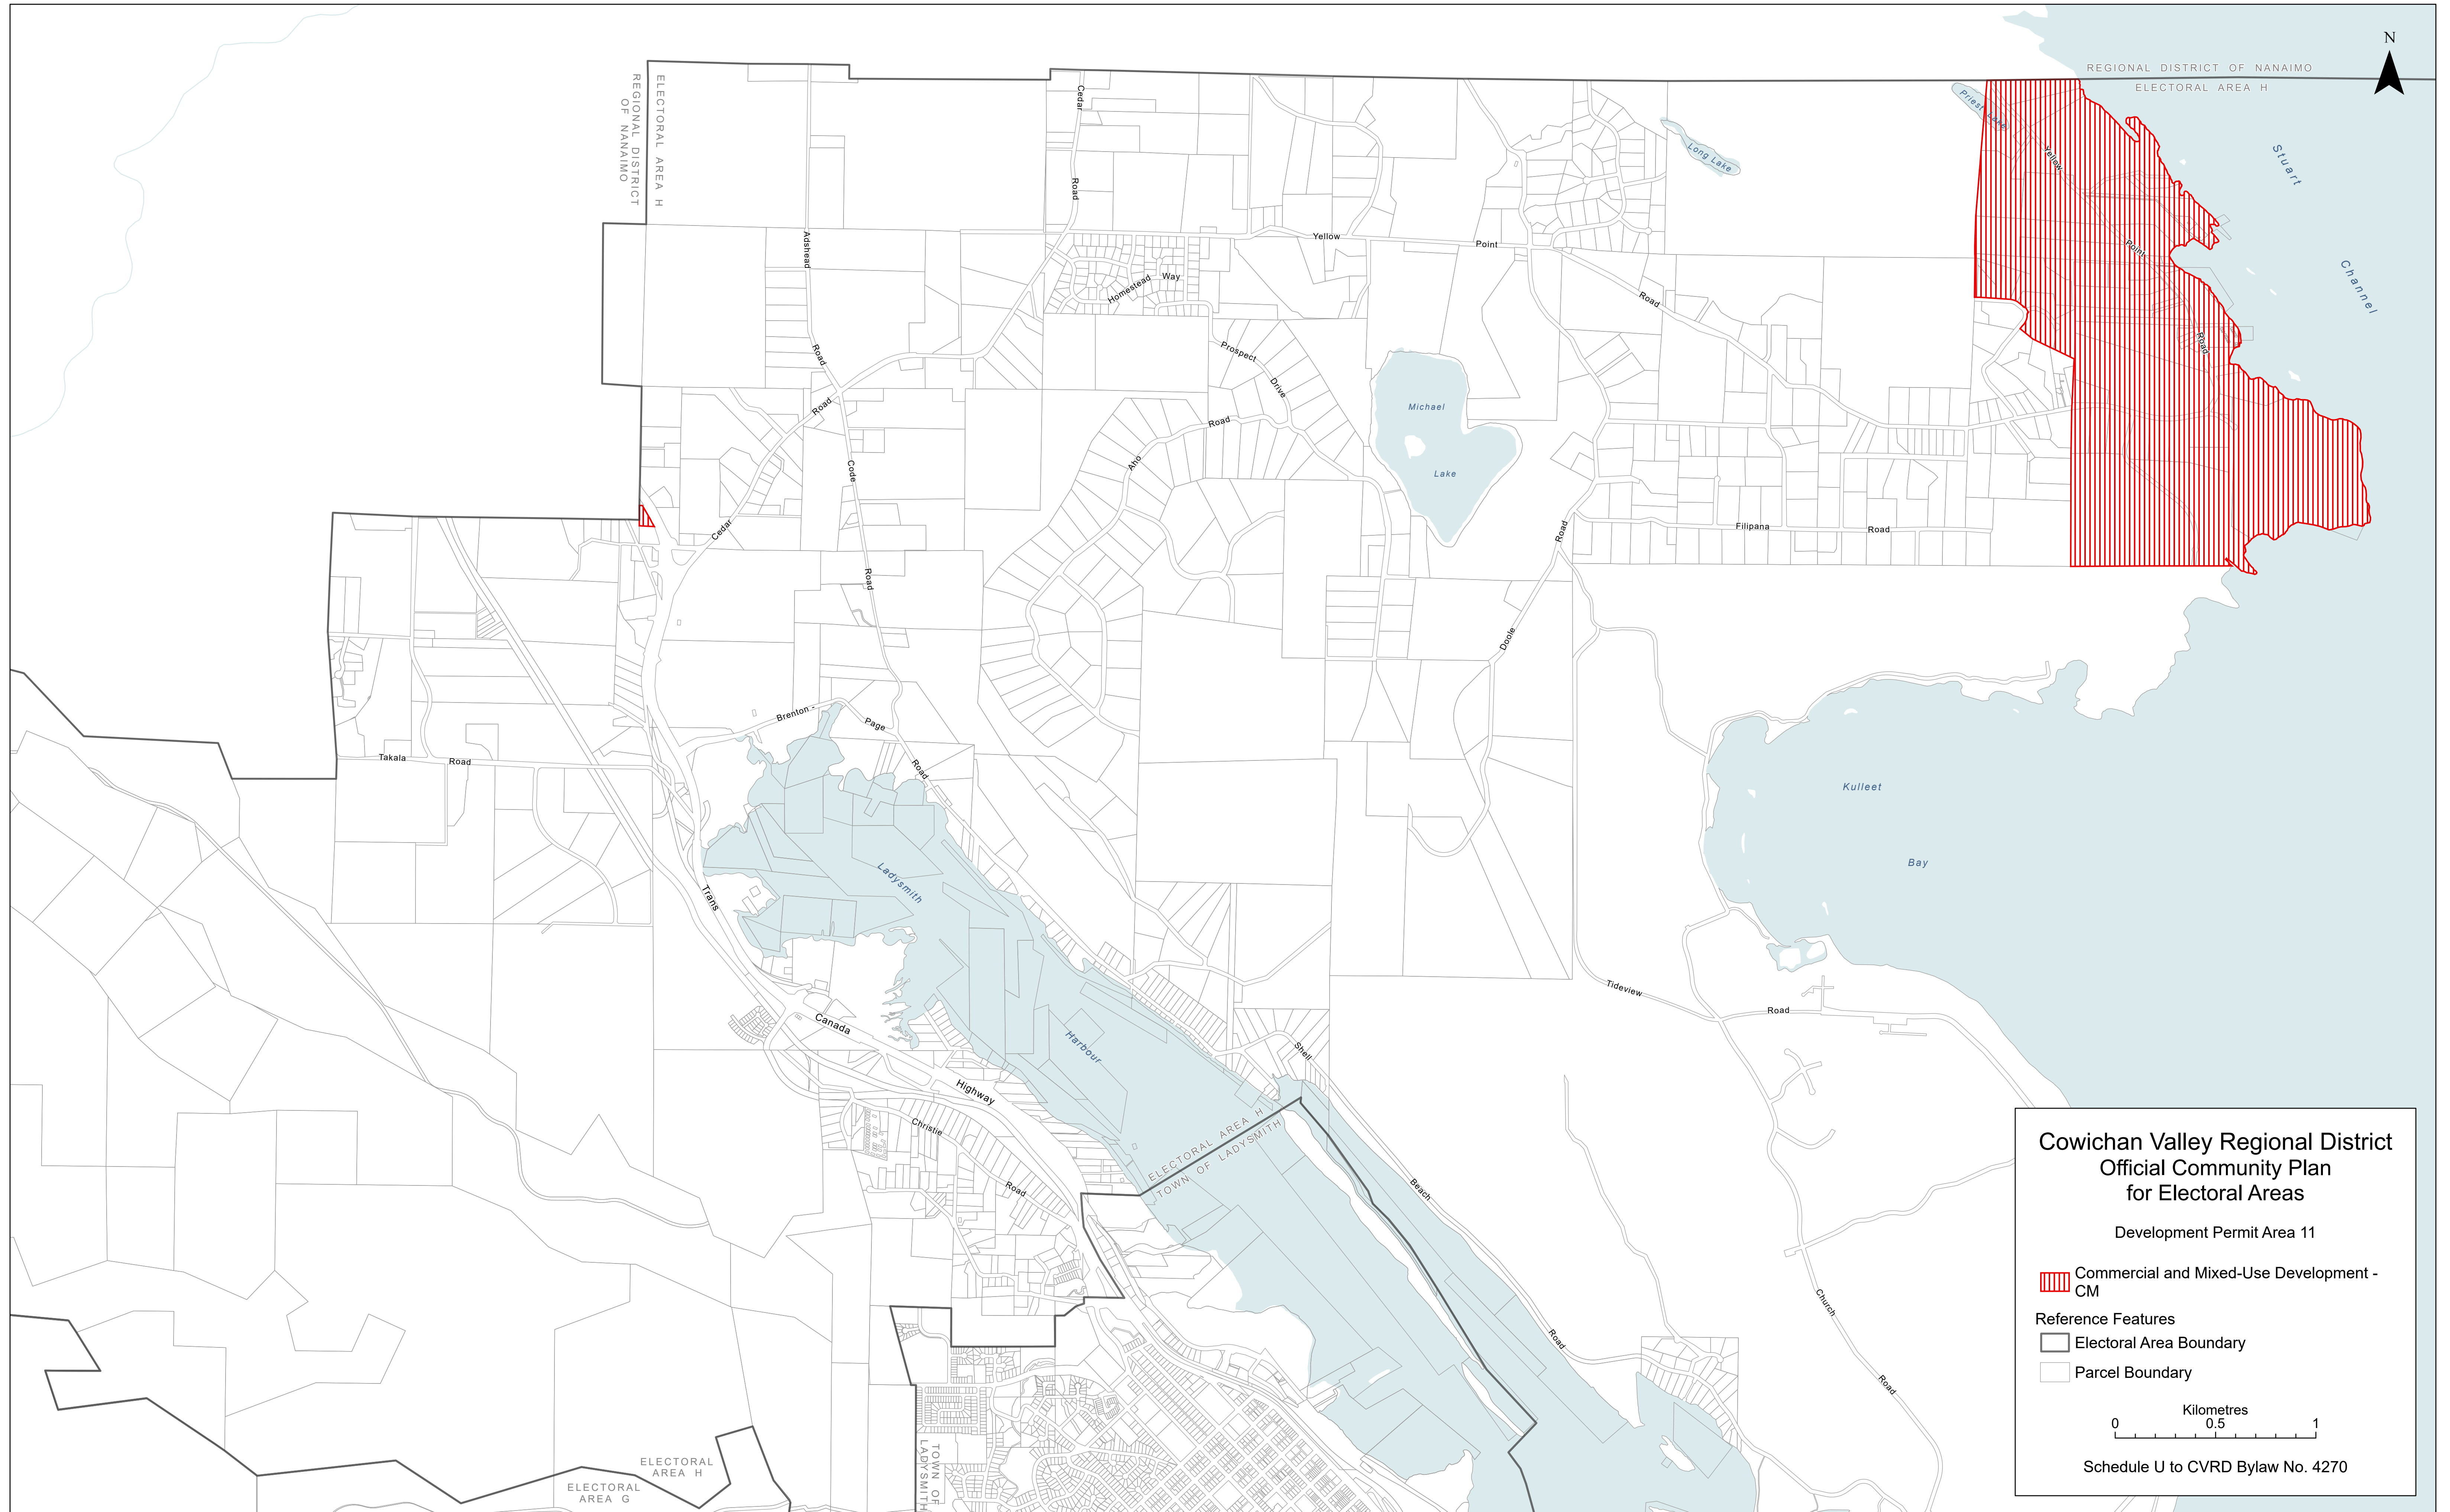 N
REGIONAL DISTRICT OF NANAIMO
ELECTORAL AREA H
REGIONAL DISTRICT
OF NANAIMO
ELECTORAL AREA H
Cedar
Road
Priest Lake
Long Lake
Yellow
Point
Road
Stuart
Channel
Adshead
Road
Yellow
Point
Road
Homestead Way
Prospect
Drive
Aho
Road
Michael
Lake
Road
Cedar
Code
Road
Filipana
Road
Doole
Road
Brenton -
Page
Road
Takala
Road
Kulleet
Bay
Ladysmith
Harbour
Trans
Canada
Highway
Tideview
Road
Shell
Beach
Road
Christie
Road
ELECTORAL AREA H
TOWN OF LADYSMITH
Church
Road
ELECTORAL
AREA H
ELECTORAL
AREA G
TOWN OF
LADYSMITH
Cowichan Valley Regional District
Official Community Plan
for Electoral Areas
Development Permit Area 11
Commercial and Mixed-Use Development -
CM
Reference Features
Electoral Area Boundary
Parcel Boundary
Kilometres
0 0.5 1
Schedule U to CVRD Bylaw No. 4270